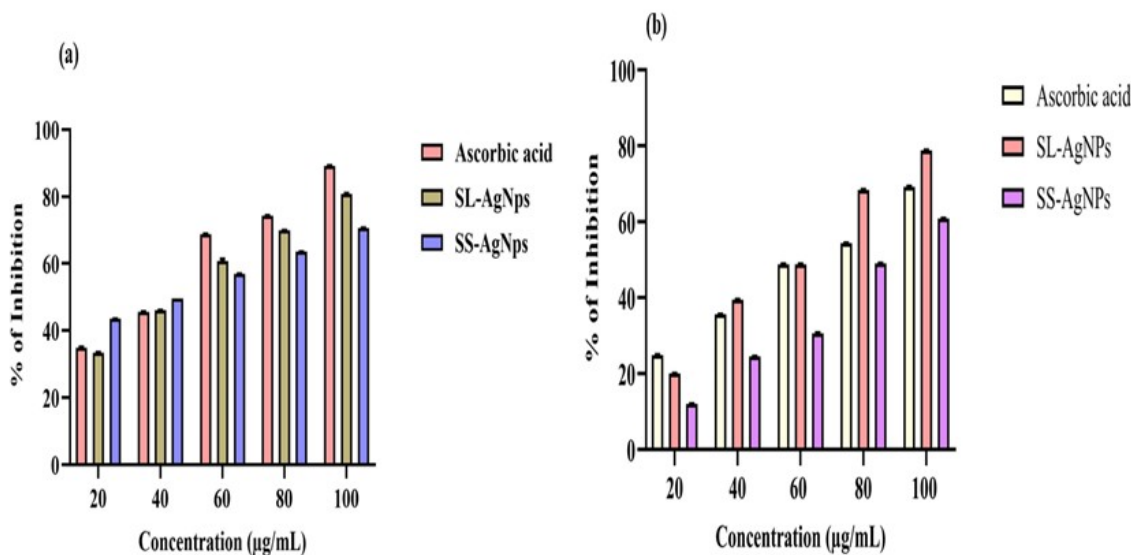 (a)
100
80
60
40
20
0
% of Inhibition
20 40 60 80 100
Concentration (µg/mL)
Ascorbic acid
SL-AgNps
SS-AgNps
(b)
100
80
60
40
20
0
% of Inhibition
20 40 60 80 100
Concentration (µg/mL)
Ascorbic acid
SL-AgNPs
SS-AgNPs